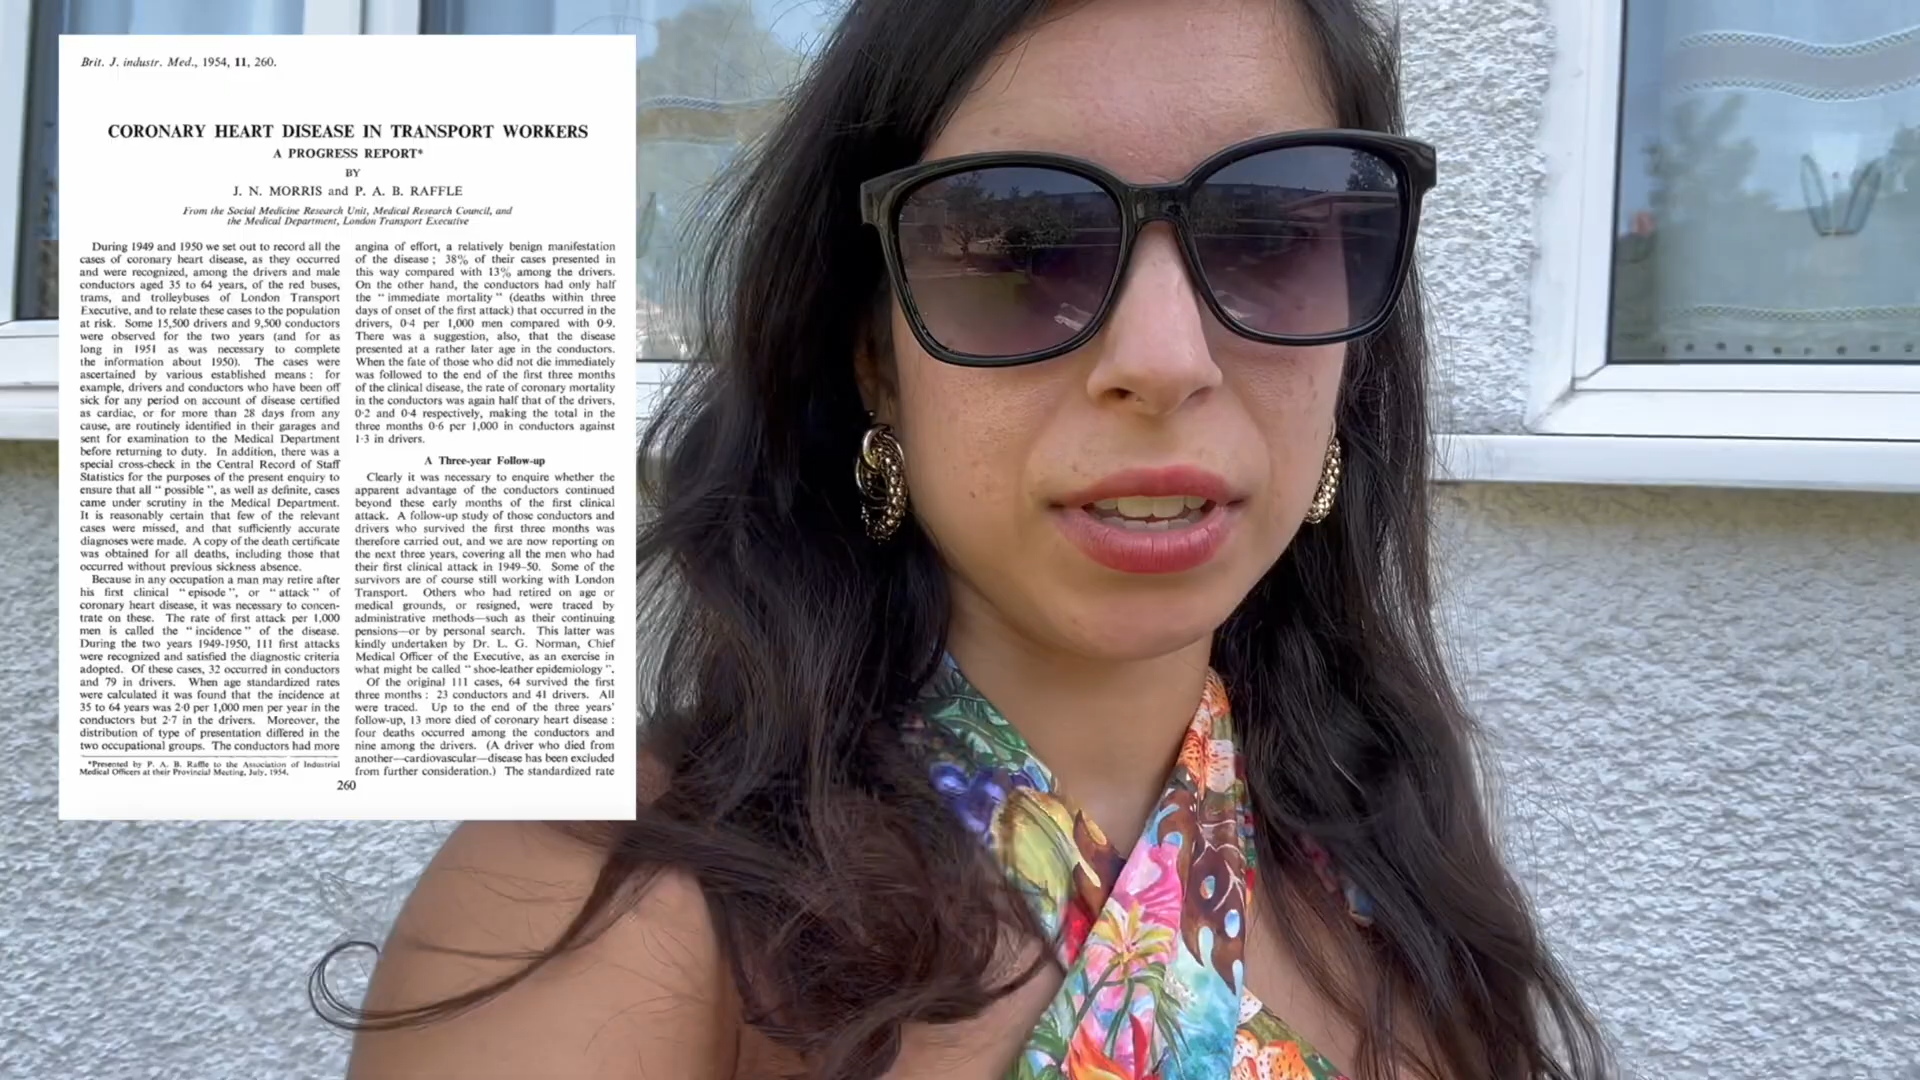 Brit. J. industr. Med., 1954, 11, 260.
CORONARY HEART DISEASE IN TRANSPORT WORKERS
A PROGRESS REPORT*
BY
J. N. MORRIS and P. A. B. RAFFLE
From the Social Medicine Research Unit, Medical Research Council, and
the Medical Department, London Transport Executive
During 1949 and 1950 we set out to record all the
cases of coronary heart disease, as they occurred
and were recognized, among the drivers and male
conductors aged 35 to 64 years, of the red buses,
trams, and trolleybuses of London Transport
Executive, and to relate these cases to the population
at risk. Some 15,500 drivers and 9,500 conductors
were observed for the two years (and for as
long in 1951 as was necessary to complete
the information about 1950). The cases were
ascertained by various established means : for
example, drivers and conductors who have been off
sick for any period on account of disease certified
as cardiac, or for more than 28 days from any
cause, are routinely identified in their garages and
sent for examination to the Medical Department
before returning to duty. In addition, there was a
special cross-check in the Central Record of Staff
Statistics for the purposes of the present enquiry to
ensure that all " possible ", as well as definite, cases
came under scrutiny in the Medical Department.
It is reasonably certain that few of the relevant
cases were missed, and that sufficiently accurate
diagnoses were made. A copy of the death certificate
was obtained for all deaths, including those that
occurred without previous sickness absence.
Because in any occupation a man may retire after
his first clinical " episode ", or " attack " of
coronary heart disease, it was necessary to concen-
trate on these. The rate of first attack per 1,000
men is called the " incidence " of the disease.
During the two years 1949-1950, 111 first attacks
were recognized and satisfied the diagnostic criteria
adopted. Of these cases, 32 occurred in conductors
and 79 in drivers. When age standardized rates
were calculated it was found that the incidence at
35 to 64 years was 2·0 per 1,000 men per year in the
conductors but 2·7 in the drivers. Moreover, the
distribution of type of presentation differed in the
two occupational groups. The conductors had more
*Presented by P. A. B. Raffle to the Association of Industrial
Medical Officers at their Provincial Meeting, July, 1954.
angina of effort, a relatively benign manifestation
of the disease ; 38% of their cases presented in
this way compared with 13% among the drivers.
On the other hand, the conductors had only half
the " immediate mortality " (deaths within three
days of onset of the first attack) that occurred in the
drivers, 0·4 per 1,000 men compared with 0·9.
There was a suggestion, also, that the disease
presented at a rather later age in the conductors.
When the fate of those who did not die immediately
was followed to the end of the first three months
of the clinical disease, the rate of coronary mortality
in the conductors was again half that of the drivers,
0·2 and 0·4 respectively, making the total in the
three months 0·6 per 1,000 in conductors against
1·3 in drivers.
A Three-year Follow-up
Clearly it was necessary to enquire whether the
apparent advantage of the conductors continued
beyond these early months of the first clinical
attack. A follow-up study of those conductors and
drivers who survived the first three months was
therefore carried out, and we are now reporting on
the next three years, covering all the men who had
their first clinical attack in 1949-50. Some of the
survivors are of course still working with London
Transport. Others who had retired on age or
medical grounds, or resigned, were traced by
administrative methods—such as their continuing
pensions—or by personal search. This latter was
kindly undertaken by Dr. L. G. Norman, Chief
Medical Officer of the Executive, as an exercise in
what might be called " shoe-leather epidemiology ".
Of the original 111 cases, 64 survived the first
three months : 23 conductors and 41 drivers. All
were traced. Up to the end of the three years'
follow-up, 13 more died of coronary heart disease :
four deaths occurred among the conductors and
nine among the drivers. (A driver who died from
another—cardiovascular—disease has been excluded
from further consideration.) The standardized rate
260